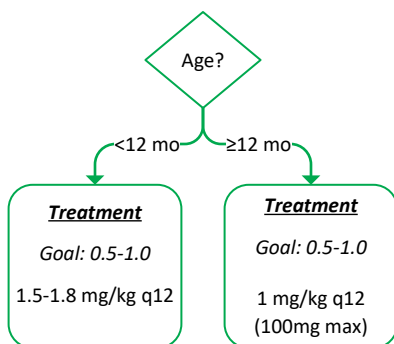 Age?
<12 mo
≥12 mo
Treatment
Goal: 0.5-1.0
1.5-1.8 mg/kg q12
Treatment
Goal: 0.5-1.0
1 mg/kg q12
(100mg max)